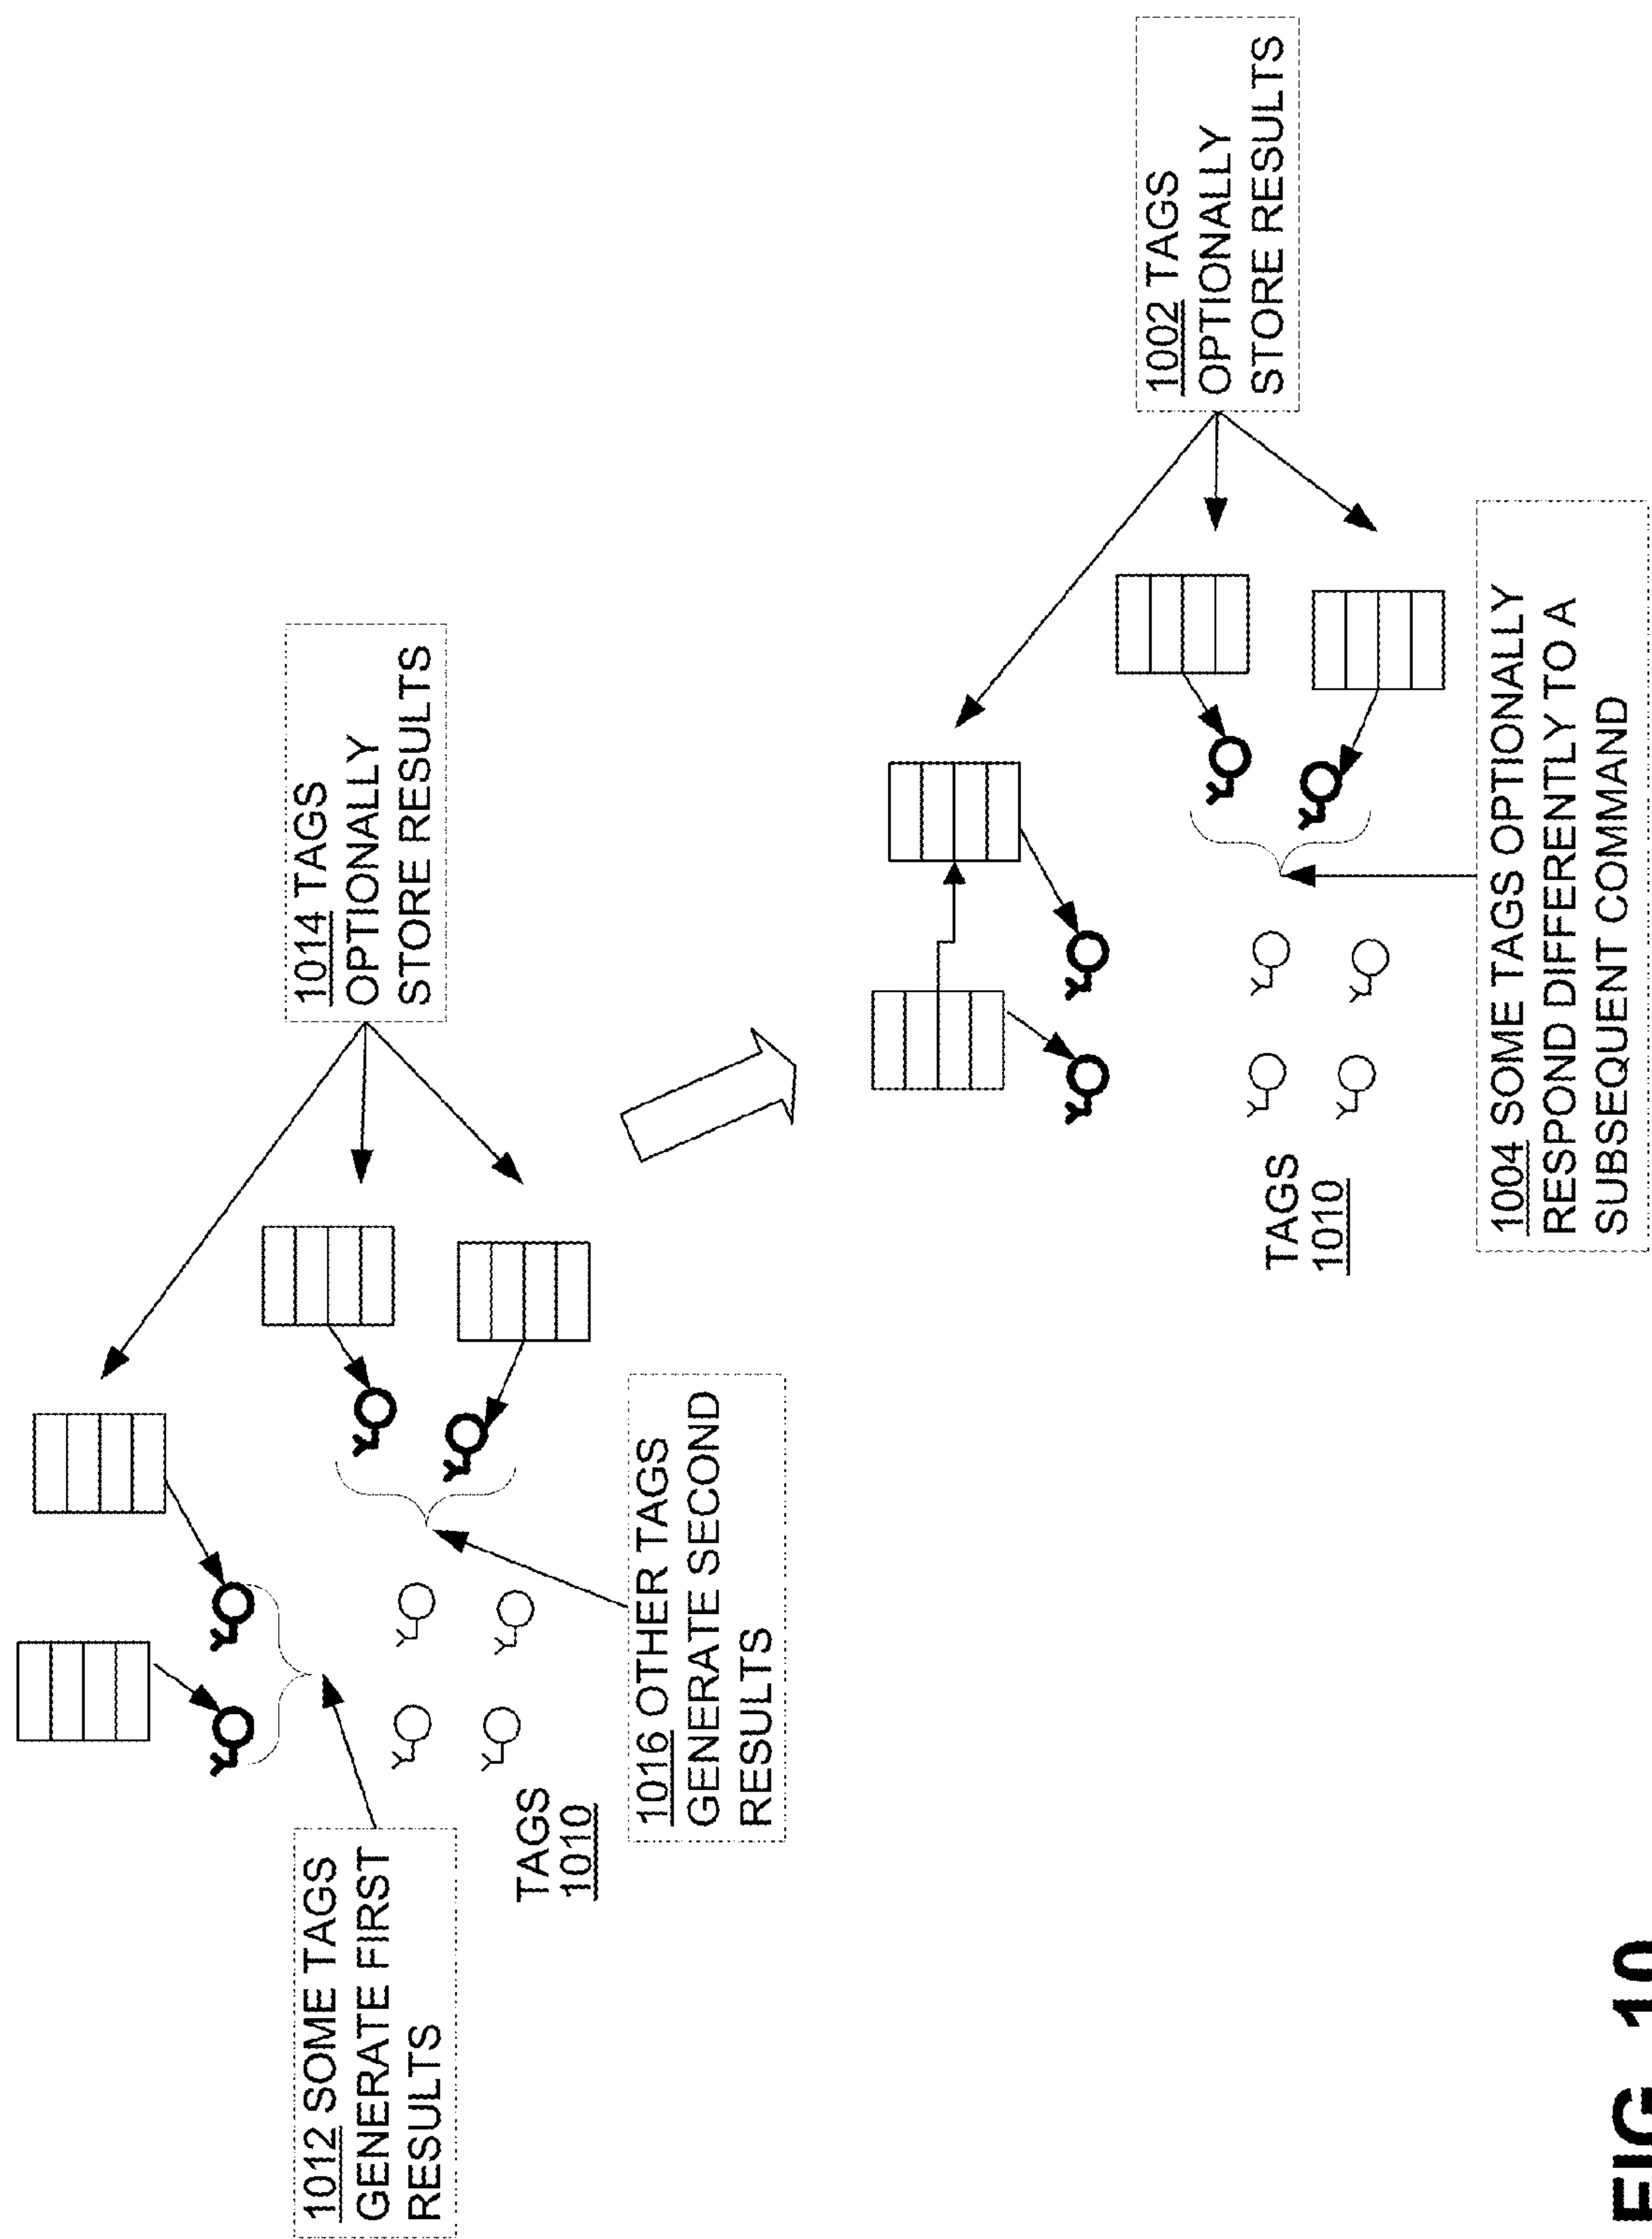 1012 SOME TAGS
GENERATE FIRST
RESULTS
1014 TAGS
OPTIONALLY
STORE RESULTS
TAGS
1010
1016 OTHER TAGS
GENERATE SECOND
RESULTS
1002 TAGS
OPTIONALLY
STORE RESULTS
TAGS
1010
1004 SOME TAGS OPTIONALLY
RESPOND DIFFERENTLY TO A
SUBSEQUENT COMMAND
FIG. 10